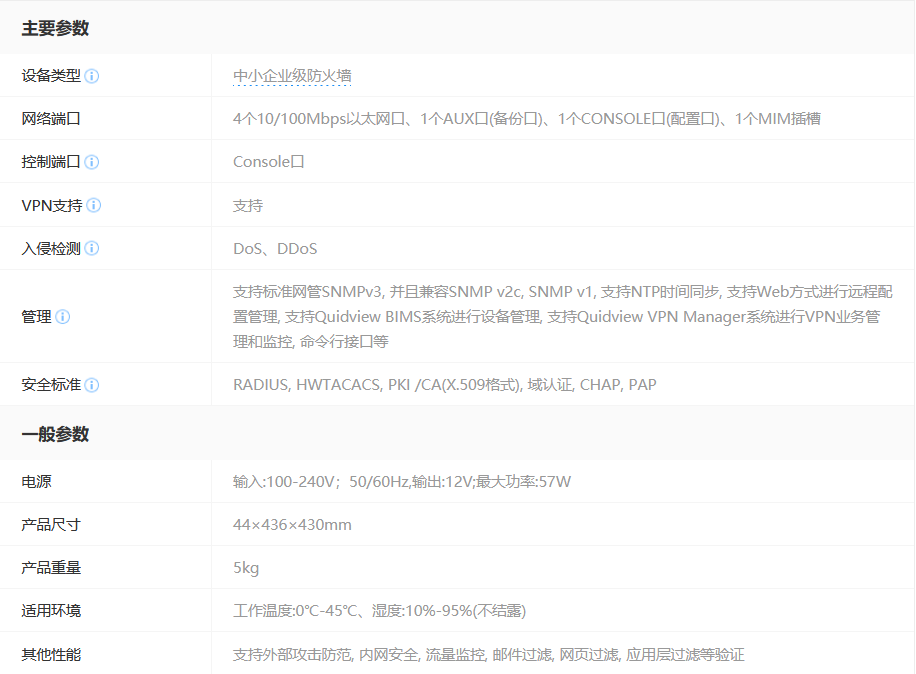 主要参数
设备类型
中小企业级防火墙
网络端口
4个10/100Mbps以太网口、1个AUX口(备份口)、1个CONSOLE口(配置口)、1个MIM插槽
控制端口
Console口
VPN支持
支持
入侵检测
DoS、DDoS
管理
支持标准网管SNMPv3, 并且兼容SNMP v2c, SNMP v1, 支持NTP时间同步, 支持Web方式进行远程配
置管理, 支持Quidview BIMS系统进行设备管理, 支持Quidview VPN Manager系统进行VPN业务管
理和监控, 命令行接口等
安全标准
RADIUS, HWTACACS, PKI /CA(X.509格式), 域认证, CHAP, PAP
一般参数
电源
输入:100-240V；50/60Hz,输出:12V;最大功率:57W
产品尺寸
44×436×430mm
产品重量
5kg
适用环境
工作温度:0℃-45℃、湿度:10%-95%(不结露)
其他性能
支持外部攻击防范, 内网安全, 流量监控, 邮件过滤, 网页过滤, 应用层过滤等验证